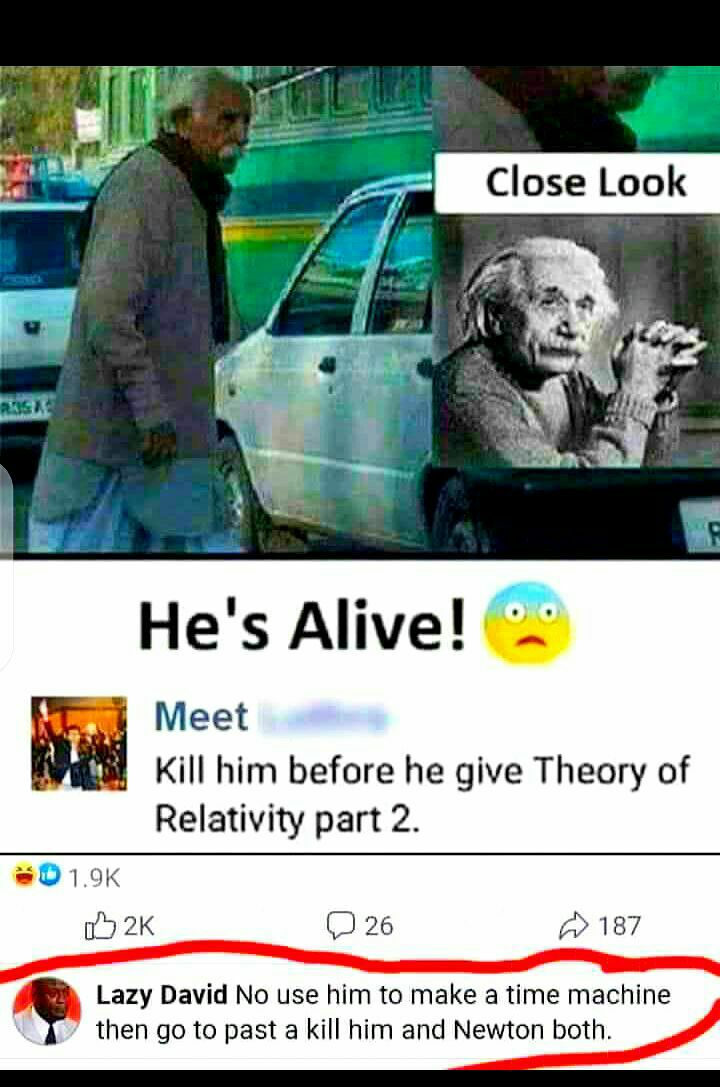 Close Look
He's Alive!
Meet
Kill him before he give Theory of
Relativity part 2.
1.9K
2K
26
187
Lazy David No use him to make a time machine
then go to past a kill him and Newton both.